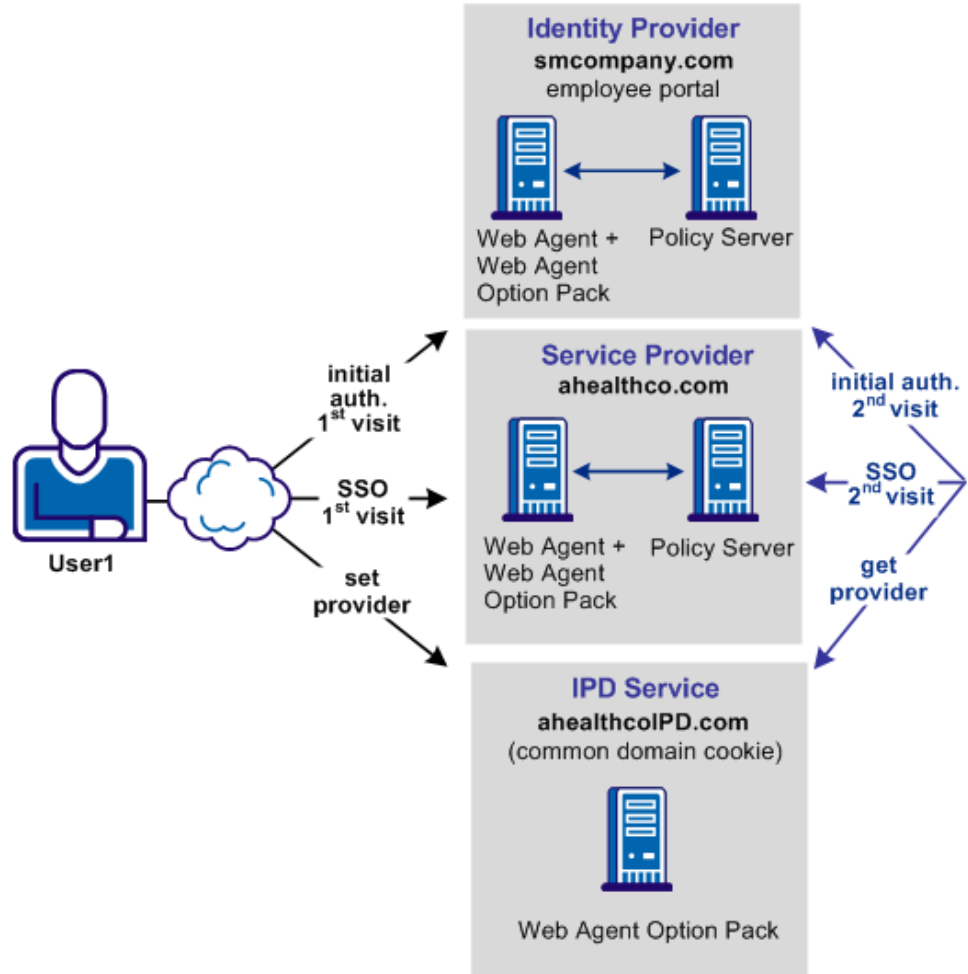 Identity Provider
smcompany.com
employee portal
Web Agent +
Web Agent
Option Pack
Policy Server
Service Provider
ahealthco.com
Web Agent +
Web Agent
Option Pack
Policy Server
IPD Service
ahealthcoIPD.com
(common domain cookie)
Web Agent Option Pack
User1
initial
auth.
1st visit
SSO
1st visit
set
provider
initial auth.
2nd visit
SSO
2nd visit
get
provider